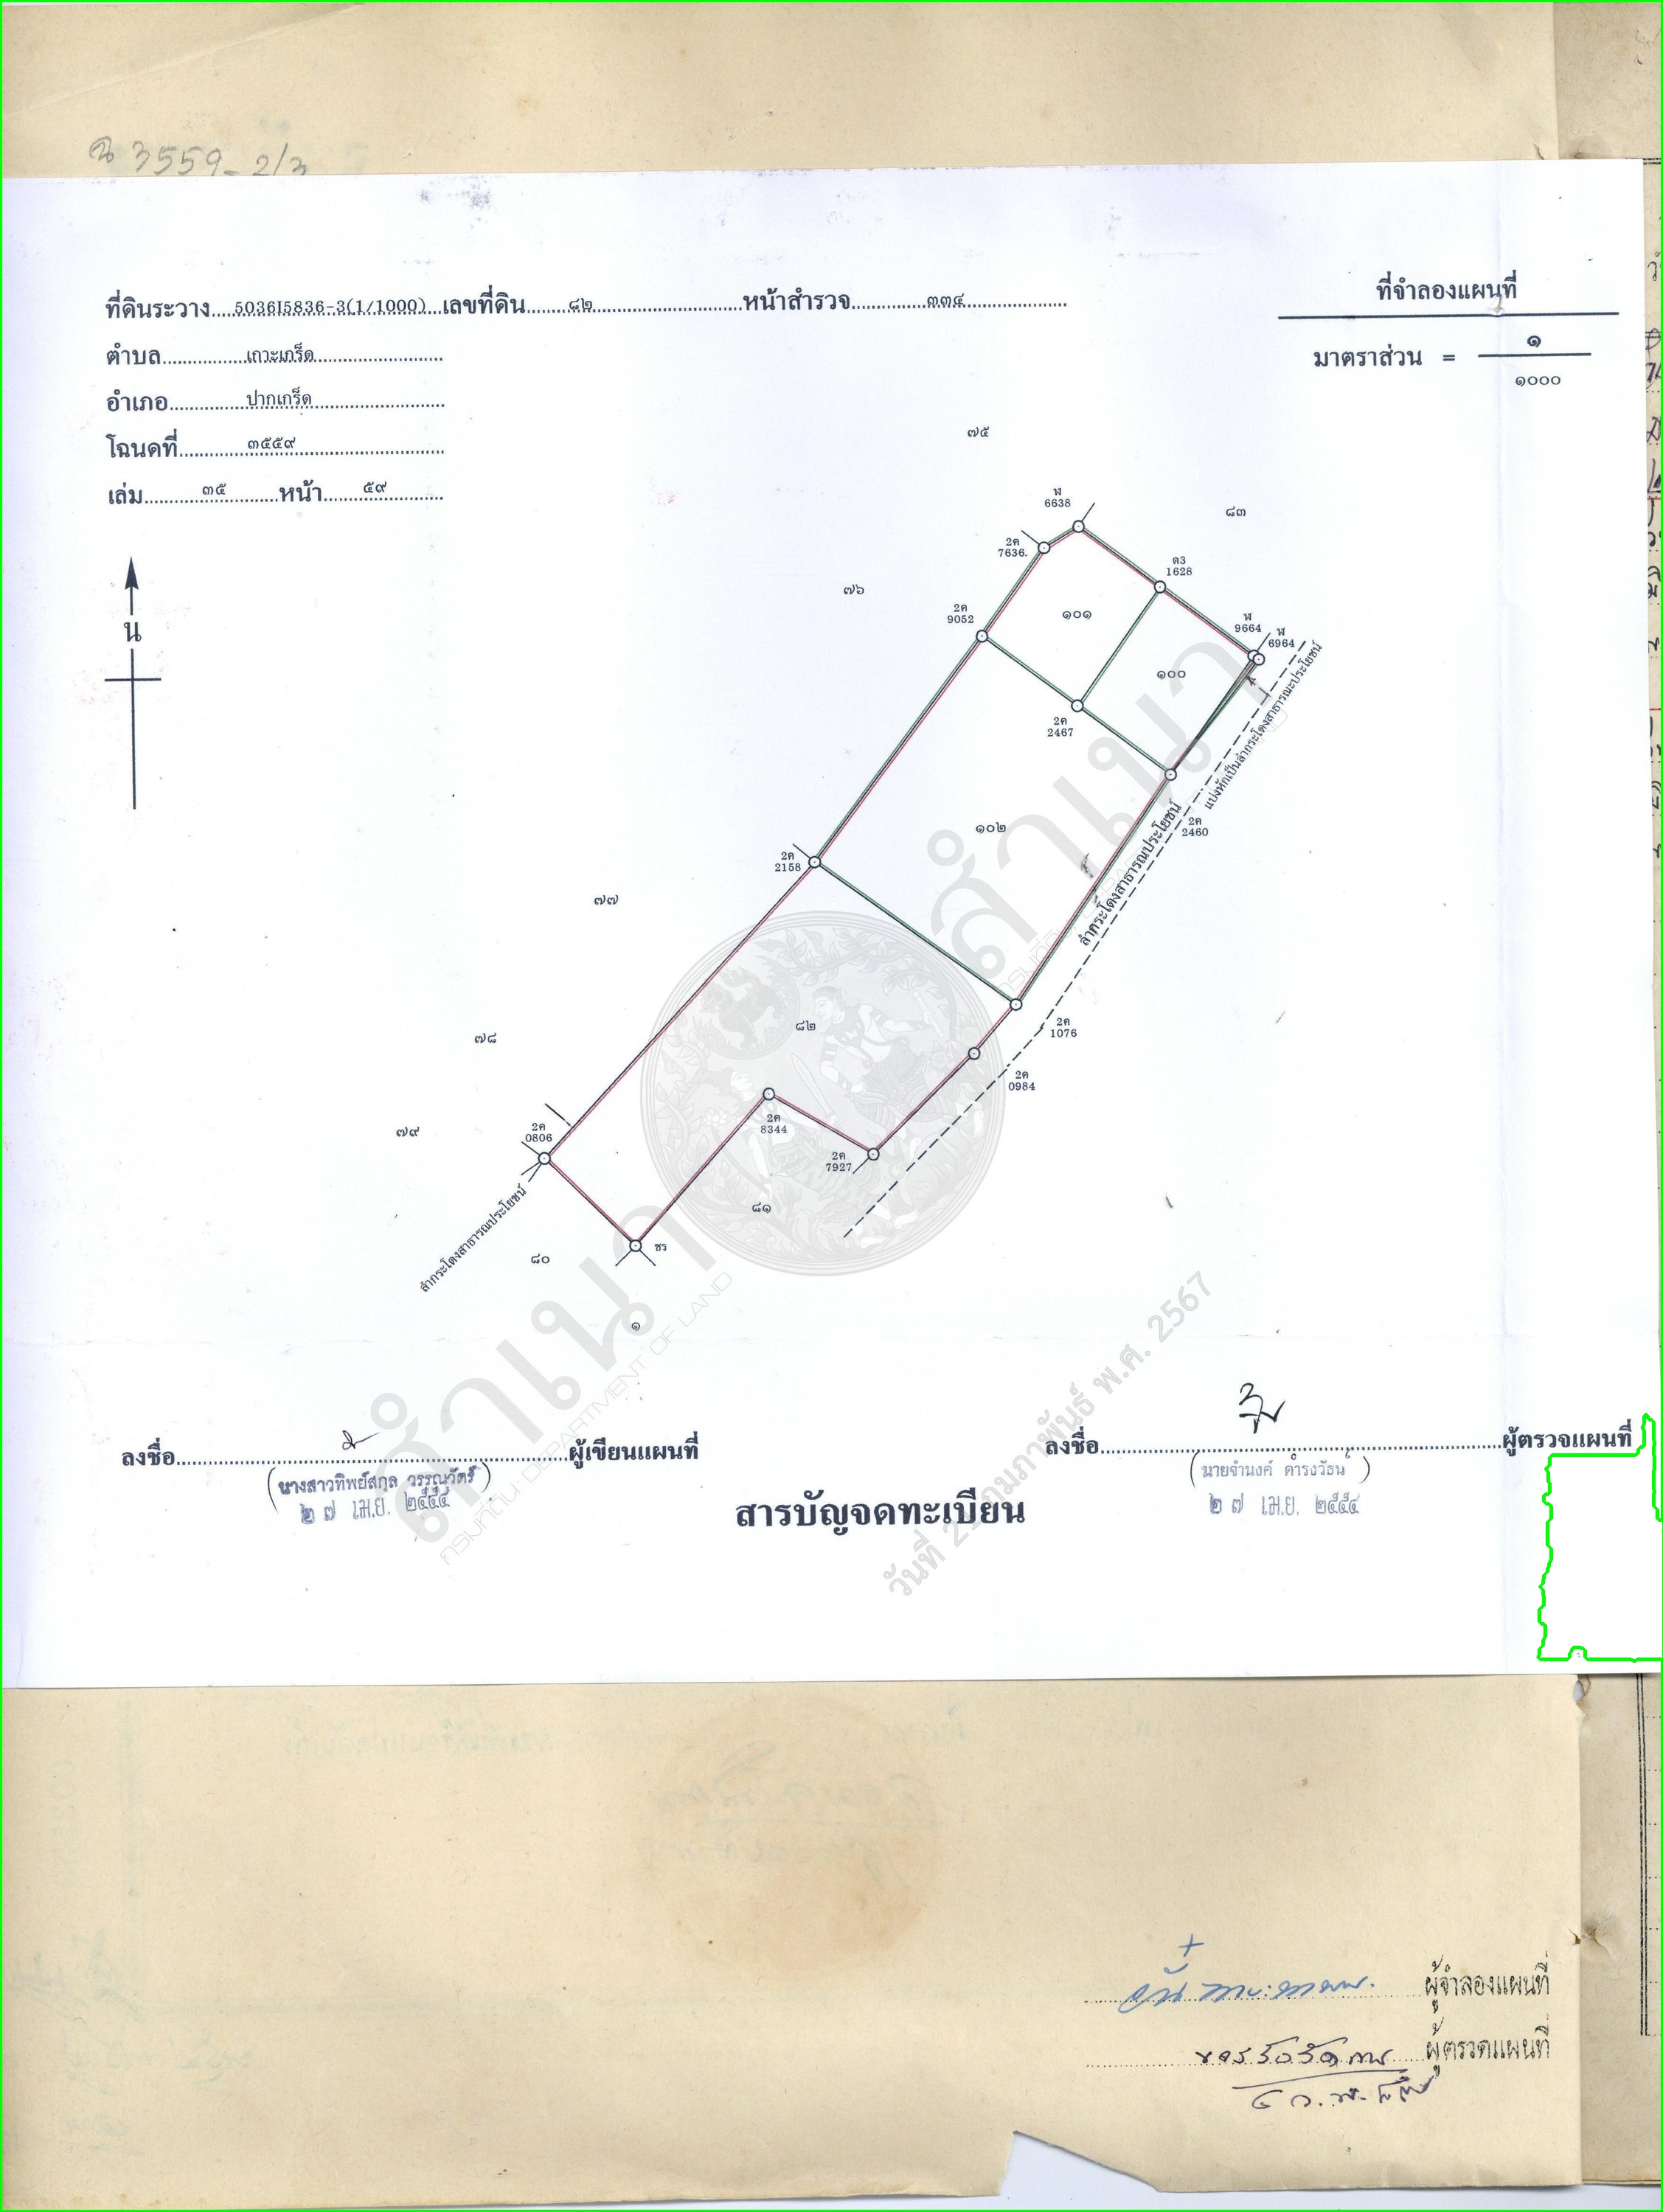 ฉ 3559-2/3
ที่ดินระวาง 5036I5836-3(1/1000) เลขที่ดิน ๘๒ หน้าสำรวจ ๓๓๔
ที่จำลองแผนที่
มาตราส่วน = ๑
๑๐๐๐
ตำบล เกาะเกร็ด
อำเภอ ปากเกร็ด
โฉนดที่ ๓๕๕๙
เล่ม ๓๕ หน้า ๕๙
น
๗๕
ฬ
6638
๘๓
2ค
7636
ด3
1628
๗๖
2ค
9052
๑๐๑
ฬ
9664
ฬ
6964
๑๐๐
2ค
2467
แบ่งหักเป็นลำกระโดงสาธารณะประโยชน์
๑๐๒
2ค
2460
ลำกระโดงสาธารณประโยชน์
2ค
2158
๗๗
๘๒
2ค
1076
๗๘
2ค
0984
2ค
8344
๗๙
2ค
0806
2ค
7927
๘๑
ลำกระโดงสาธารณประโยชน์
ชร
๘๐
๑
สำเนา
กรมที่ดิน DEPARTMENT OF LAND
กุมภาพันธ์ พ.ศ. 2567
ลงชื่อ ผู้เขียนแผนที่
(นางสาวทิพย์สกุล วรรณวัตร์)
๒๗ เม.ย. ๒๕๕๔
ลงชื่อ ผู้ตรวจแผนที่
(นายจำนงค์ ดำรงวัธน์)
๒๗ เม.ย. ๒๕๕๔
สารบัญจดทะเบียน
ผู้จำลองแผนที่
ผู้ตรวดแผนที่